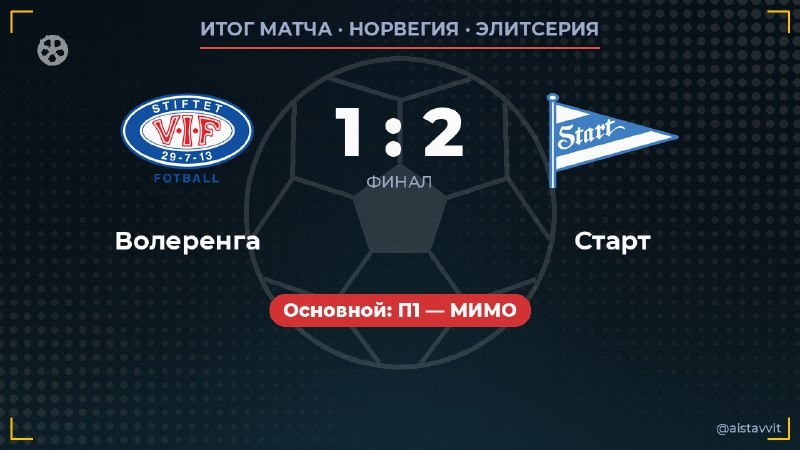 ИТОГ МАТЧА · НОРВЕГИЯ · ЭЛИТСЕРИЯ
STIFTET
V·I·F
29-7-13
FOTBALL
1 : 2
ФИНАЛ
Start
Волеренга
Старт
Основной: П1 — МИМО
@aistavvit